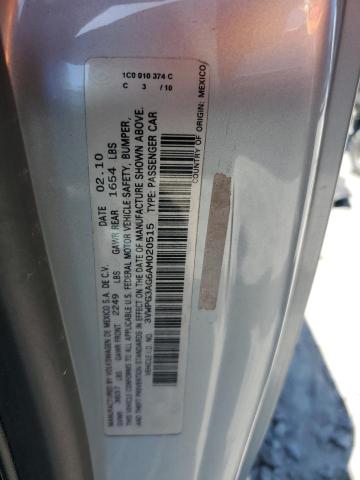 1C0 010 374 C
C 3 / 10
MANUFACTURED BY VOLKSWAGEN DE MEXICO S.A. DE C.V. DATE 02.10
GVWR 3837 LBS GAWR FRONT 2249 LBS GAWR REAR 1654 LBS
THIS VEHICLE CONFORMS TO ALL APPLICABLE U.S. FEDERAL MOTOR VEHICLE SAFETY, BUMPER,
AND THEFT PREVENTION STANDARDS IN EFFECT ON THE DATE OF MANUFACTURE SHOWN ABOVE.
VEHICLE I.D. NO. : 3VWPG3AG6AM020515 TYPE: PASSENGER CAR
COUNTRY OF ORIGIN: MEXICO